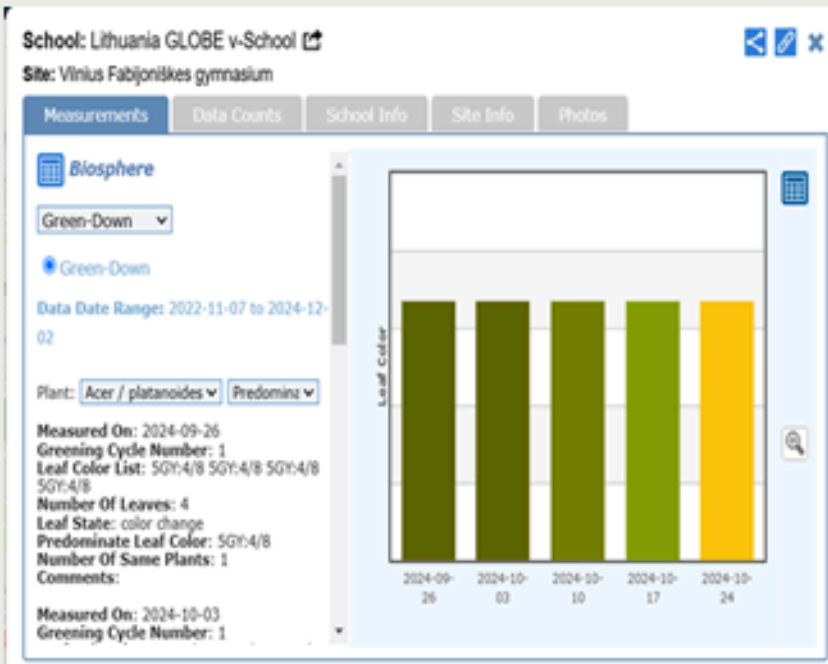 School: Lithuania GLOBE v-School
Site: Vilnius Fabijoniškes gymnasium
Measurements
Data Counts
School Info
Site Info
Photos
Biosphere
Green-Down
Green-Down
Data Date Range: 2022-11-07 to 2024-12-
02
Plant: Acer / platanoides Predomina
Measured On: 2024-09-26
Greening Cycle Number: 1
Leaf Color List: 5GY:4/8 5GY:4/8 5GY:4/8
5GY:4/8
Number Of Leaves: 4
Leaf State: color change
Predominate Leaf Color: 5GY:4/8
Number Of Same Plants: 1
Comments:
Measured On: 2024-10-03
Greening Cycle Number: 1
Leaf Color
2024-09-
26
2024-10-
03
2024-10-
10
2024-10-
17
2024-10-
24